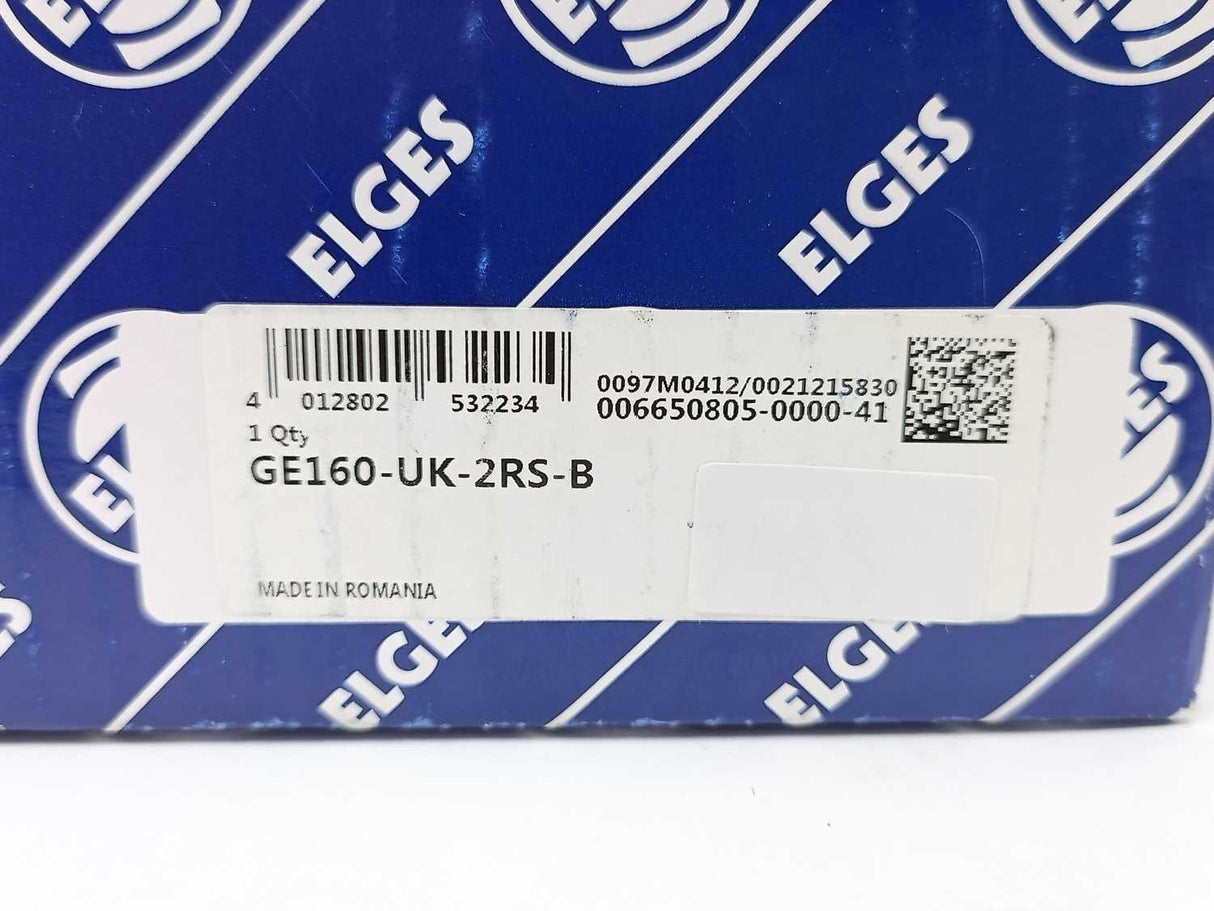 ELGES
ELGES
ELGES
ELGES
0097M0412/0021215830
006650805-0000-41
4 012802 532234
1 Qty
GE160-UK-2RS-B
MADE IN ROMANIA
ELGES
ELGES